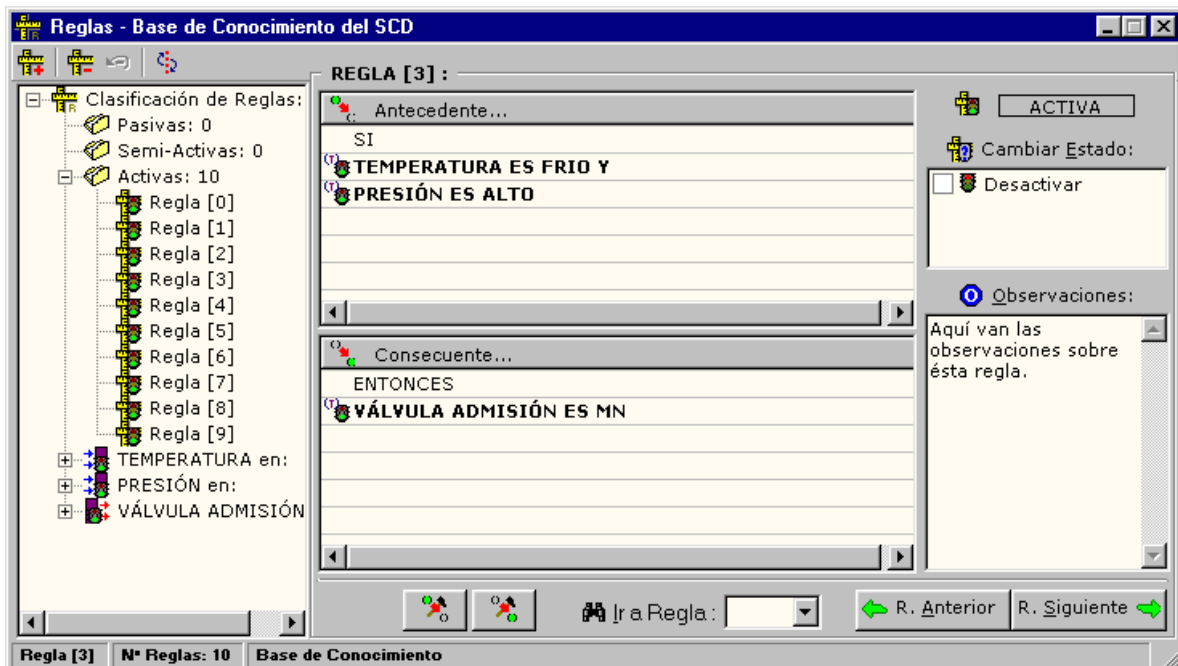 Reglas - Base de Conocimiento del SCD
REGLA [3] :
Clasificación de Reglas:
Pasivas: 0
Semi-Activas: 0
Activas: 10
Regla [0]
Regla [1]
Regla [2]
Regla [3]
Regla [4]
Regla [5]
Regla [6]
Regla [7]
Regla [8]
Regla [9]
TEMPERATURA en:
PRESIÓN en:
VÁLVULA ADMISIÓN
Antecedente...
SI
TEMPERATURA ES FRIO Y
PRESIÓN ES ALTO
Consecuente...
ENTONCES
VÁLVULA ADMISIÓN ES MN
ACTIVA
Cambiar Estado:
Desactivar
Observaciones:
Aquí van las
observaciones sobre
ésta regla.
Ir a Regla :
R. Anterior
R. Siguiente
Regla [3]
Nº Reglas: 10
Base de Conocimiento